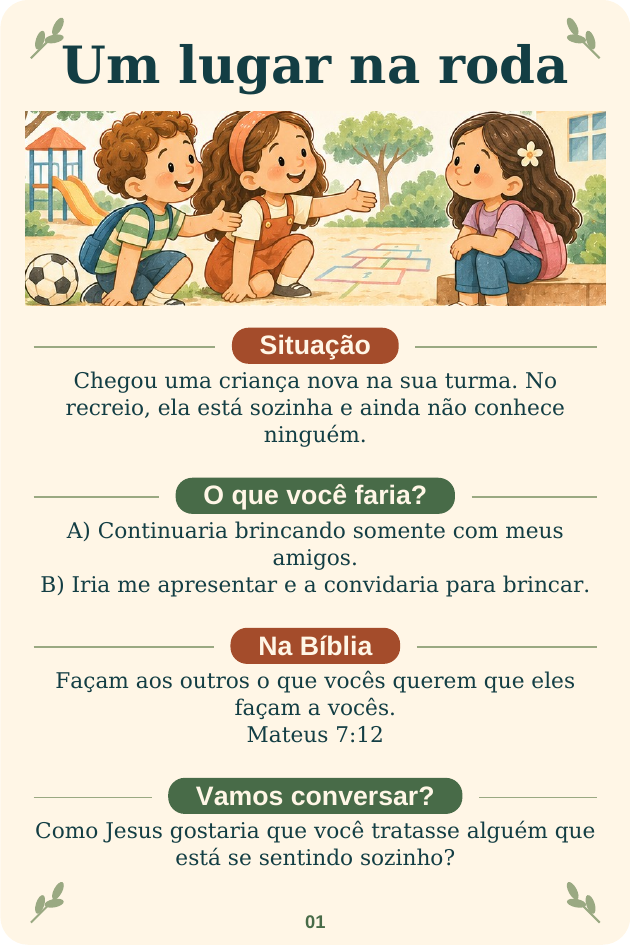 Um lugar na roda
Situação
Chegou uma criança nova na sua turma. No
recreio, ela está sozinha e ainda não conhece
ninguém.
O que você faria?
A) Continuaria brincando somente com meus
amigos.
B) Iria me apresentar e a convidaria para brincar.
Na Bíblia
Façam aos outros o que vocês querem que eles
façam a vocês.
Mateus 7:12
Vamos conversar?
Como Jesus gostaria que você tratasse alguém que
está se sentindo sozinho?
01